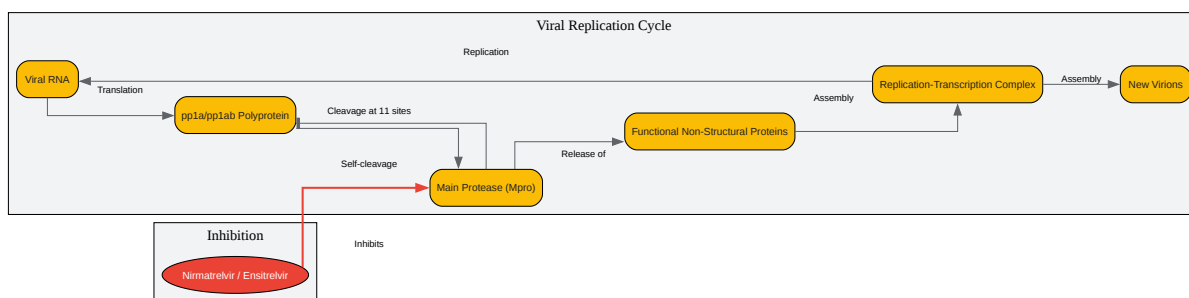 Viral Replication Cycle
Replication
Viral RNA
Translation
Replication-Transcription Complex
Assembly
New Virions
pp1a/pp1ab Polyprotein
Cleavage at 11 sites
Assembly
Functional Non-Structural Proteins
Self-cleavage
Release of
Main Protease (Mpro)
Inhibition
Inhibits
Nirmatrelvir / Ensitrelvir